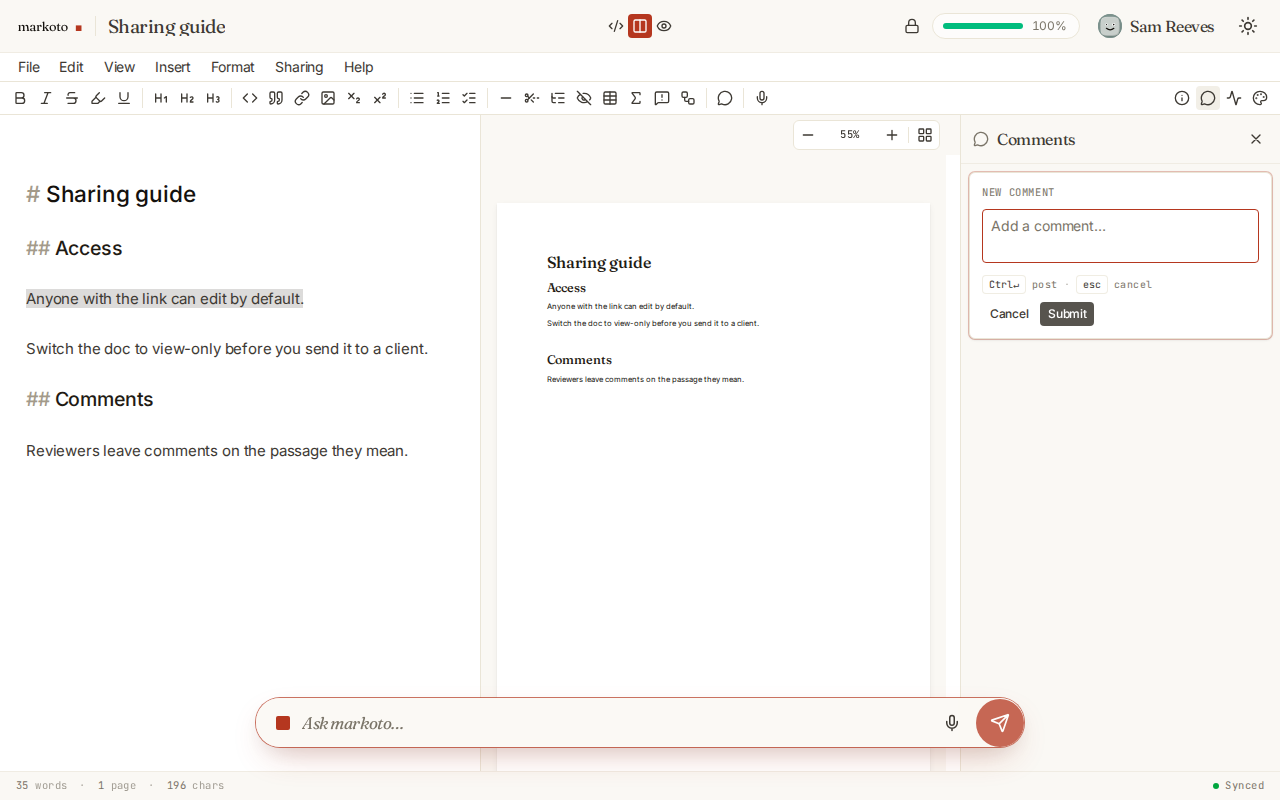 markoto
Sharing guide
100%
Sam Reeves
File Edit View Insert Format Sharing Help
H1 H2 H3
X2 X2
55%
Comments
# Sharing guide
## Access
Anyone with the link can edit by default.
Switch the doc to view-only before you send it to a client.
## Comments
Reviewers leave comments on the passage they mean.
Sharing guide
Access
Anyone with the link can edit by default.
Switch the doc to view-only before you send it to a client.
Comments
Reviewers leave comments on the passage they mean.
NEW COMMENT
Add a comment...
Ctrl↵ post · esc cancel
Cancel Submit
Ask markoto...
35 words · 1 page · 196 chars
Synced